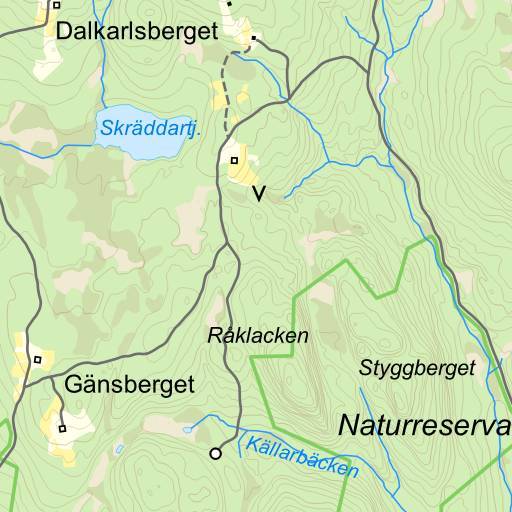 Dalkarlsberget
Skräddartj.
Råklacken
Styggberget
Gänsberget
Naturreserva
Källarbäcken